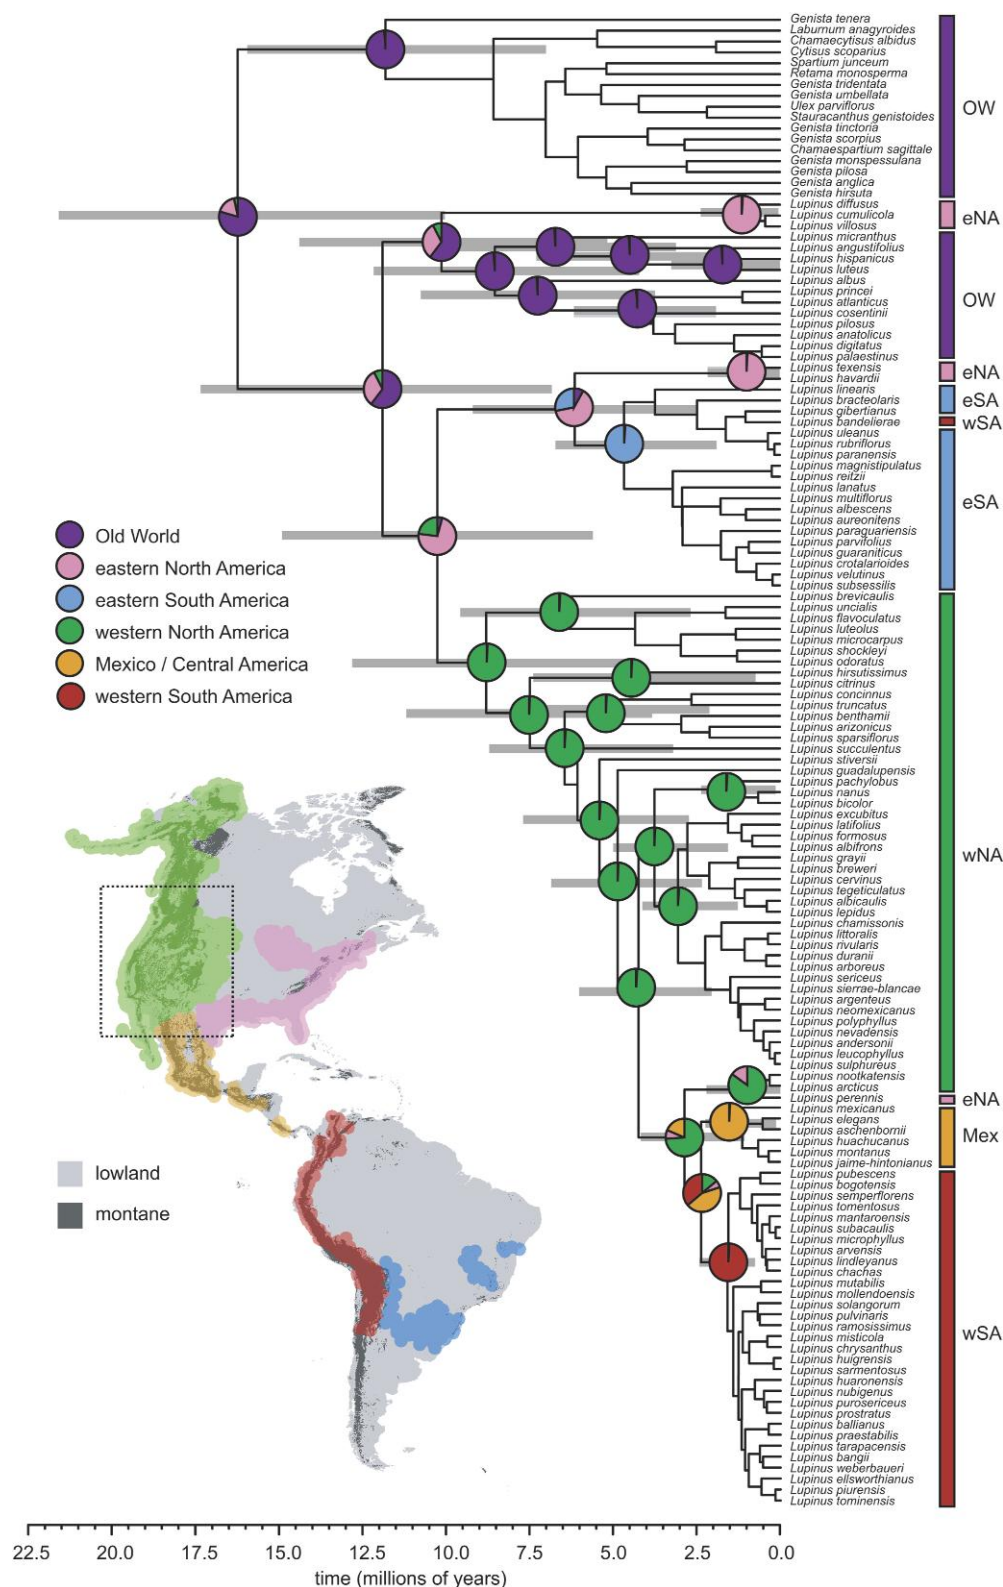 Genista tenera
Laburnum anagyroides
Chamaecytisus albidus
Cytisus scoparius
Spartium junceum
Retama monosperma
Genista tridentata
Genista umbellata
Ulex parviflorus
Stauracanthus genistoides
Genista tinctoria
Genista scorpius
Chamaespartium sagittale
Genista monspessulana
Genista pilosa
Genista anglica
Genista hirsuta
OW
Lupinus diffusus
Lupinus cumulicola
Lupinus villosus
eNA
Lupinus micranthus
Lupinus angustifolius
Lupinus hispanicus
Lupinus luteus
Lupinus albus
Lupinus princei
Lupinus atlanticus
Lupinus cosentinii
Lupinus pilosus
Lupinus anatolicus
Lupinus digitatus
Lupinus palaestinus
OW
Lupinus texensis
Lupinus havardii
eNA
Lupinus linearis
Lupinus bracteolaris
Lupinus gibertianus
eSA
Lupinus bandelierae
wSA
Lupinus uleanus
Lupinus rubriflorus
Lupinus paranensis
Lupinus magnistipulatus
Lupinus reitzii
Lupinus lanatus
Lupinus multiflorus
Lupinus albescens
Lupinus aureonitens
Lupinus paraguariensis
Lupinus parvifolius
Lupinus guaraniticus
Lupinus crotalarioides
Lupinus velutinus
Lupinus subsessilis
eSA
Old World
eastern North America
eastern South America
western North America
Mexico / Central America
western South America
Lupinus brevicaulis
Lupinus uncialis
Lupinus flavoculatus
Lupinus luteolus
Lupinus microcarpus
Lupinus shockleyi
Lupinus odoratus
Lupinus hirsutissimus
Lupinus citrinus
Lupinus concinnus
Lupinus truncatus
Lupinus benthamii
Lupinus arizonicus
Lupinus sparsiflorus
Lupinus succulentus
Lupinus stiversii
Lupinus guadalupensis
Lupinus pachylobus
Lupinus nanus
Lupinus bicolor
Lupinus excubitus
Lupinus latifolius
Lupinus formosus
Lupinus albifrons
Lupinus grayii
Lupinus breweri
Lupinus cervinus
Lupinus tegeticulatus
Lupinus albicaulis
Lupinus lepidus
Lupinus chamissonis
Lupinus littoralis
Lupinus rivularis
Lupinus duranii
Lupinus arboreus
Lupinus sericeus
Lupinus sierrae-blancae
Lupinus argenteus
Lupinus neomexicanus
Lupinus polyphyllus
Lupinus nevadensis
Lupinus andersonii
Lupinus leucophyllus
Lupinus sulphureus
Lupinus nootkatensis
Lupinus arcticus
wNA
Lupinus perennis
eNA
Lupinus mexicanus
Lupinus elegans
Lupinus aschenbornii
Lupinus huachucanus
Lupinus montanus
Lupinus jaime-hintonianus
Mex
lowland
montane
Lupinus pubescens
Lupinus bogotensis
Lupinus semperflorens
Lupinus tomentosus
Lupinus mantaroensis
Lupinus subacaulis
Lupinus microphyllus
Lupinus arvensis
Lupinus lindleyanus
Lupinus chachas
Lupinus mutabilis
Lupinus mollendoensis
Lupinus solangorum
Lupinus pulvinaris
Lupinus ramosissimus
Lupinus misticola
Lupinus chrysanthus
Lupinus huigrensis
Lupinus sarmentosus
Lupinus huaronensis
Lupinus nubigenus
Lupinus purosericeus
Lupinus prostratus
Lupinus ballianus
Lupinus praestabilis
Lupinus tarapacensis
Lupinus bangii
Lupinus weberbaueri
Lupinus ellsworthianus
Lupinus piurensis
Lupinus tominensis
wSA
22.5 20.0 17.5 15.0 12.5 10.0 7.5 5.0 2.5 0.0
time (millions of years)